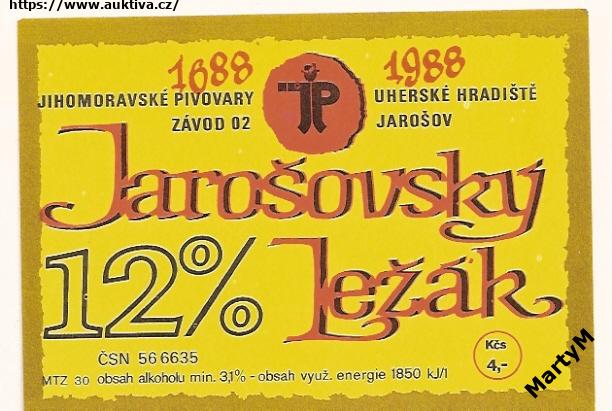 https://www.auktiva.cz/
1688 1988
JIHOMORAVSKÉ PIVOVARY
ZÁVOD 02
JP
UHERSKÉ HRADIŠTĚ
JAROŠOV
Jarošovský
12% Ležák
ČSN 56 6635
Kčs
4,-
MTZ 30 obsah alkoholu min. 3,1% - obsah využ. energie 1850 kJ/l
MartyM